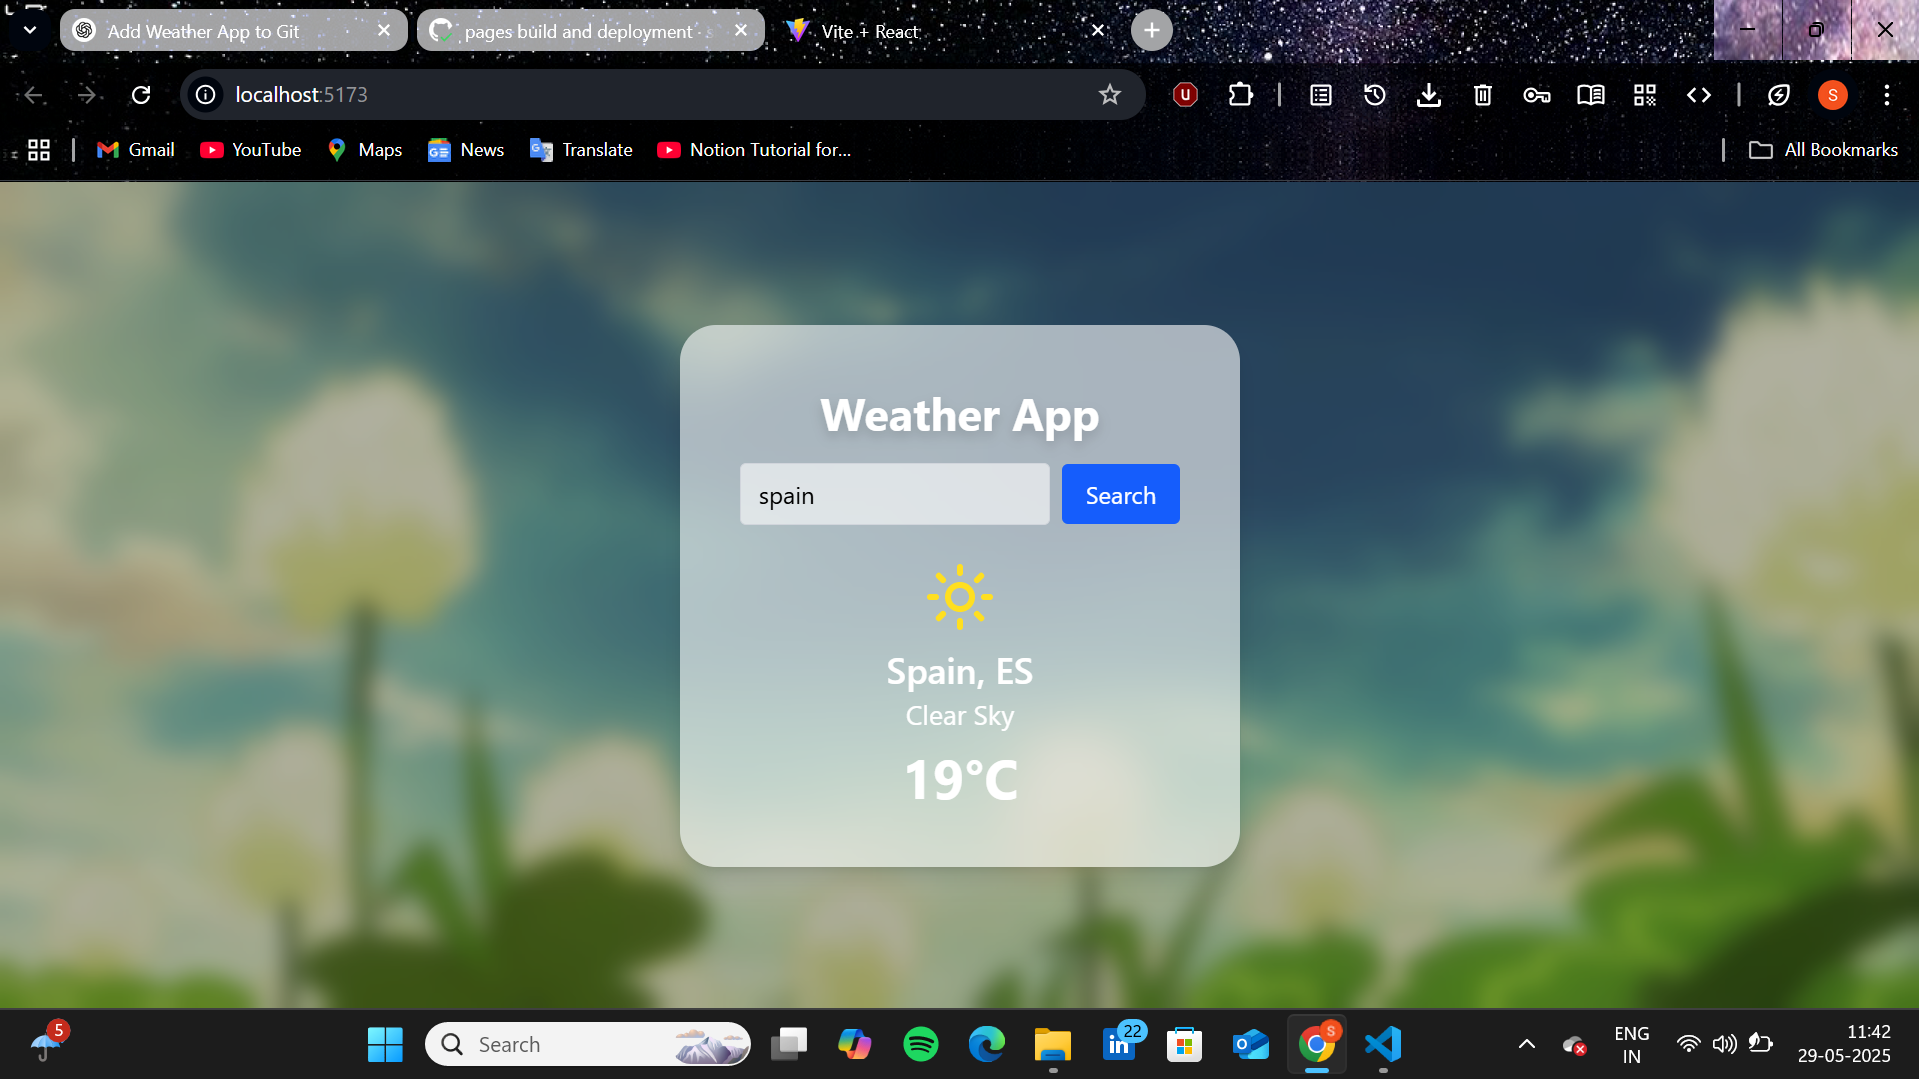 Add Weather App to Git
pages build and deployment · s
Vite + React
localhost:5173
U
S
Gmail
YouTube
Maps
News
Translate
Notion Tutorial for...
All Bookmarks
Weather App
spain
Search
Spain, ES
Clear Sky
19°C
5
Search
22
in
S
ENG
IN
11:42
29-05-2025